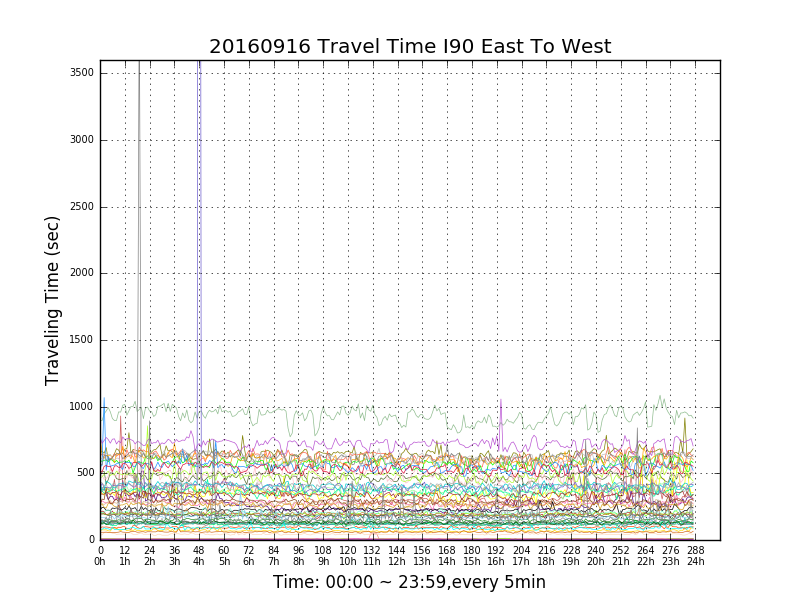 20160916 Travel Time I90 East To West
Traveling Time (sec)
3500
3000
2500
2000
1500
1000
500
0
0 12 24 36 48 60 72 84 96 108 120 132 144 156 168 180 192 204 216 228 240 252 264 276 288
0h 1h 2h 3h 4h 5h 6h 7h 8h 9h 10h 11h 12h 13h 14h 15h 16h 17h 18h 19h 20h 21h 22h 23h 24h
Time: 00:00 ~ 23:59,every 5min